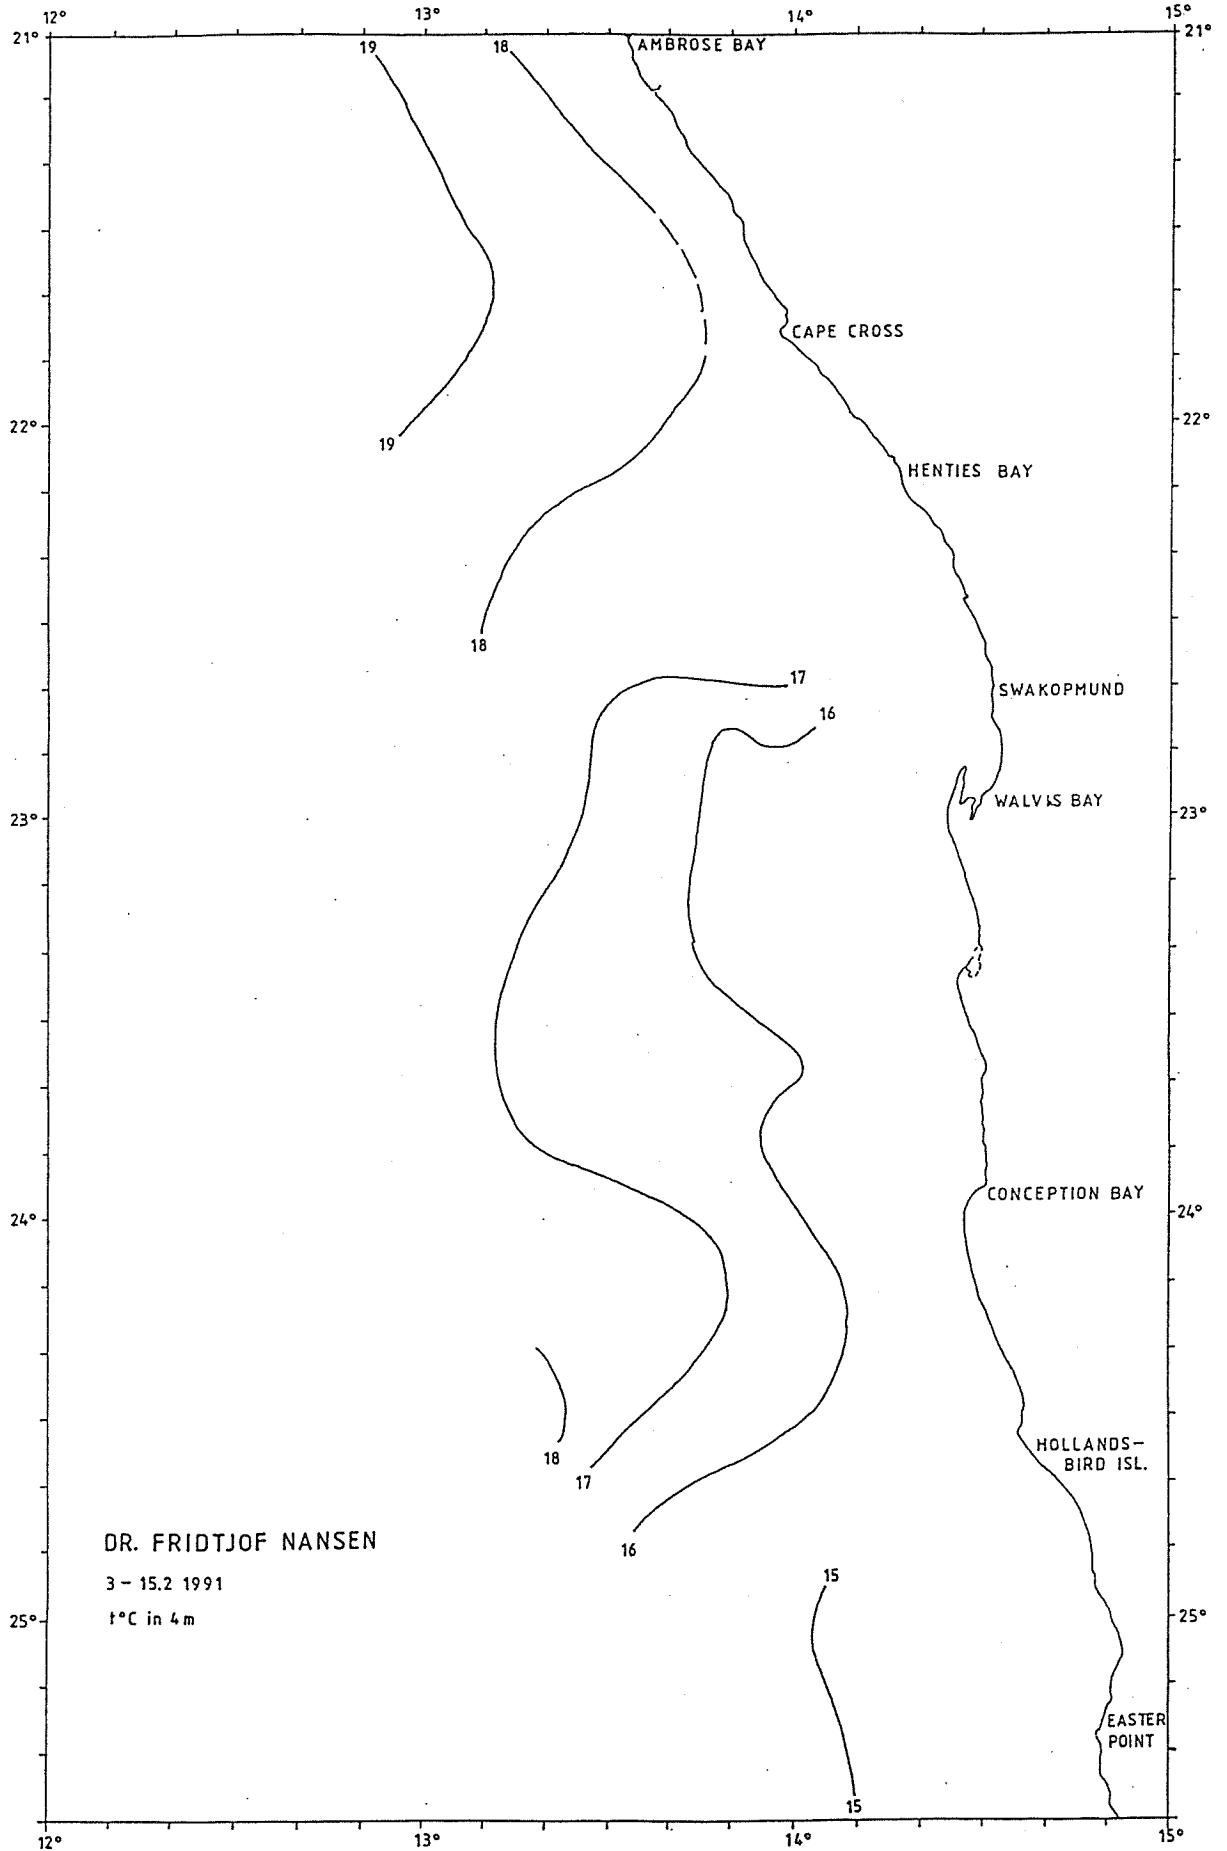 12° 13° 14° 15°
21° 21°
19 18 AMBROSE BAY
CAPE CROSS
22° 22°
19
HENTIES BAY
18
17
SWAKOPMUND
16
WALVIS BAY
23° 23°
CONCEPTION BAY
24° 24°
HOLLANDS-
BIRD ISL.
18
17
DR. FRIDTJOF NANSEN
16
15
3 - 15.2 1991
t°C in 4m
25° 25°
EASTER
POINT
15
12° 13° 14° 15°